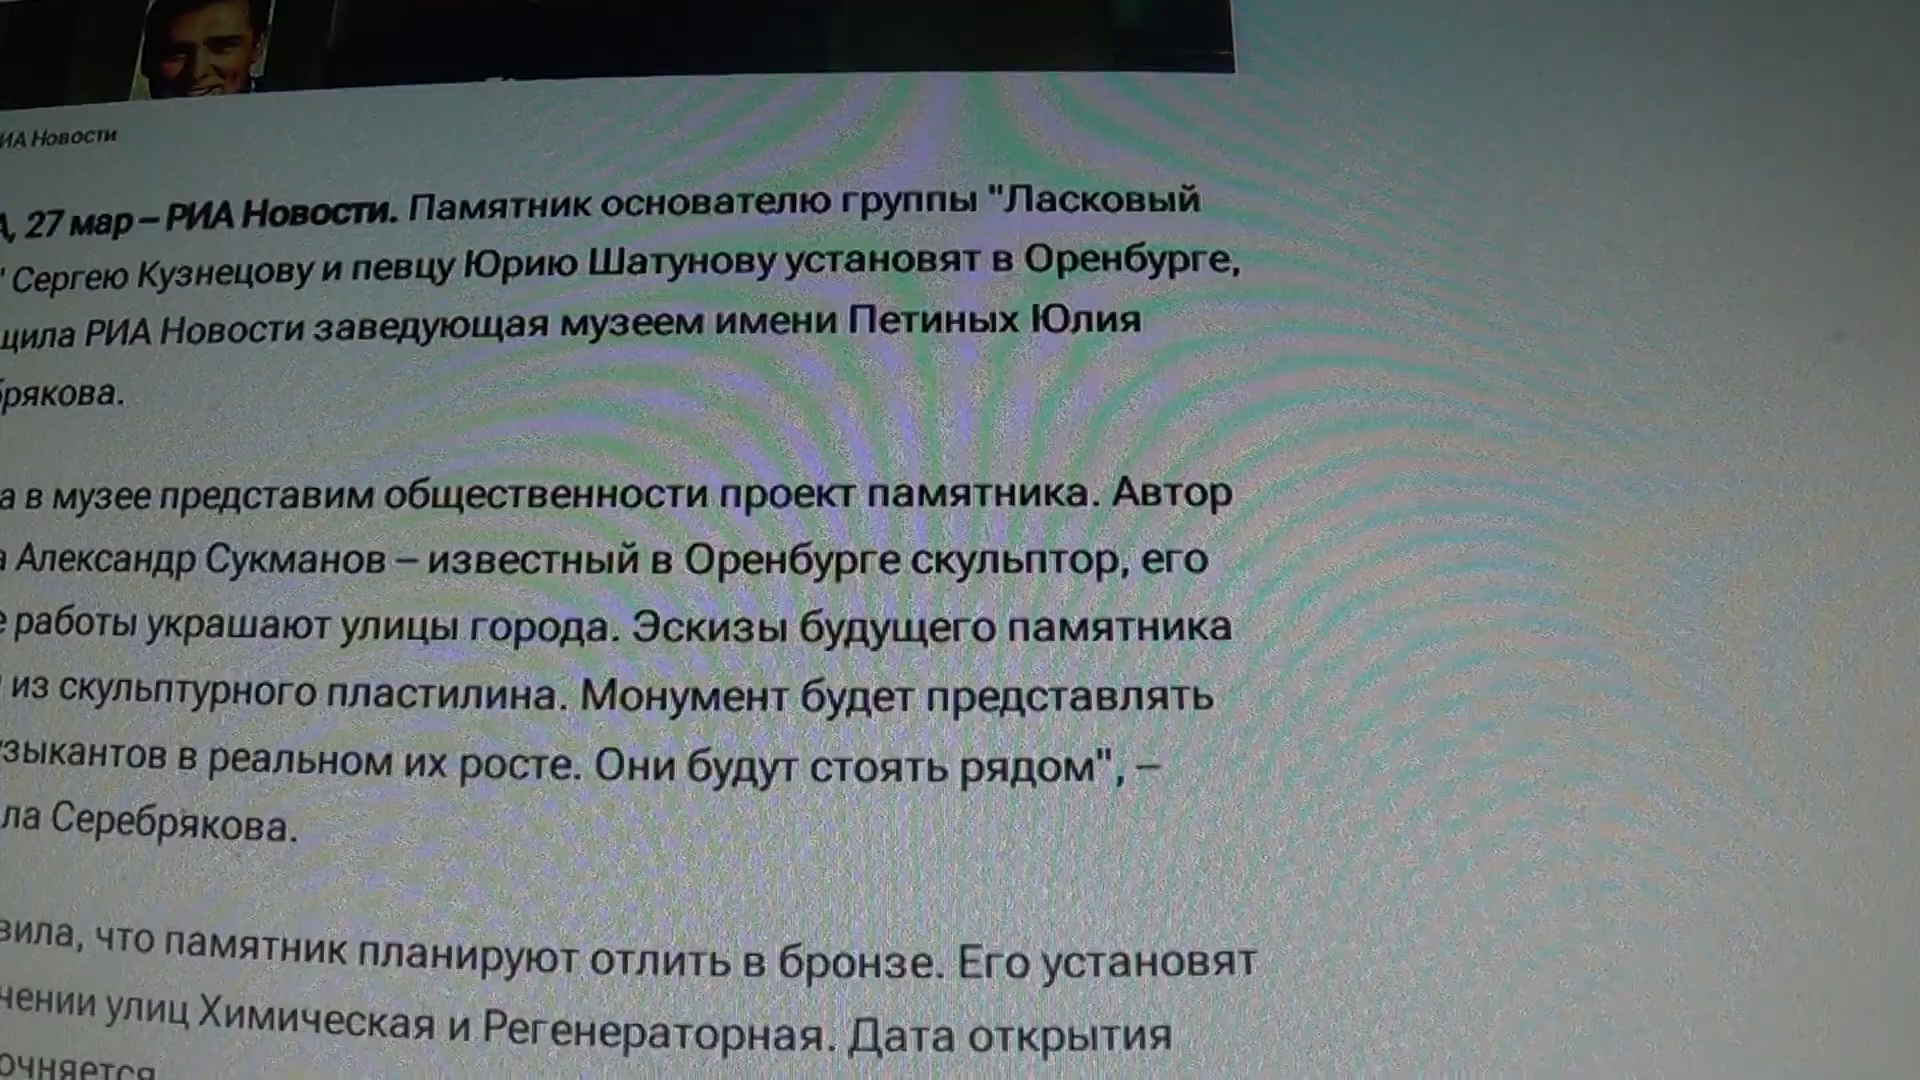 ИА Новости
А, 27 мар – РИА Новости. Памятник основателю группы "Ласковый
" Сергею Кузнецову и певцу Юрию Шатунову установят в Оренбурге,
щила РИА Новости заведующая музеем имени Петиных Юлия
брякова.
а в музее представим общественности проект памятника. Автор
а Александр Сукманов – известный в Оренбурге скульптор, его
е работы украшают улицы города. Эскизы будущего памятника
из скульптурного пластилина. Монумент будет представлять
зыкантов в реальном их росте. Они будут стоять рядом", –
ла Серебрякова.
вила, что памятник планируют отлить в бронзе. Его установят
чении улиц Химическая и Регенераторная. Дата открытия
очняется